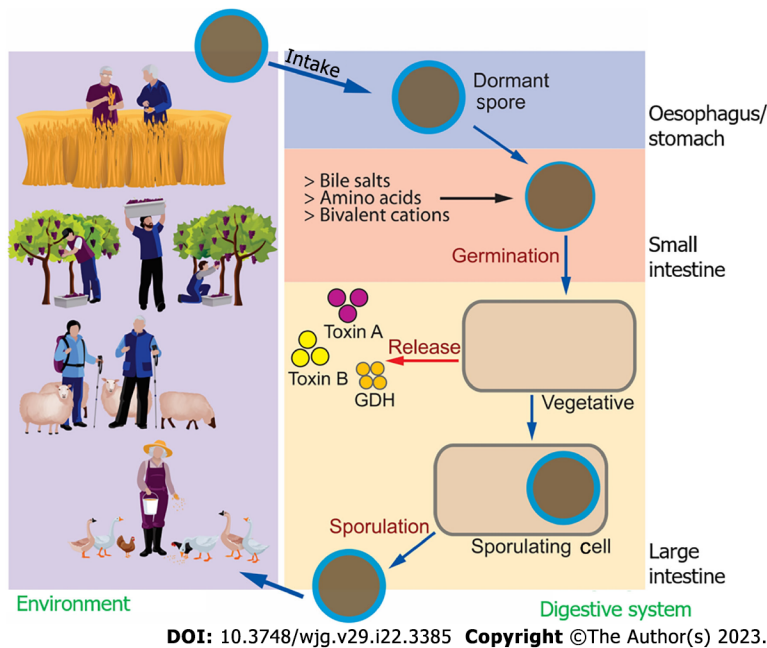 Intake
Dormant
spore
Oesophagus/
stomach
> Bile salts
> Amino acids
> Bivalent cations
Germination
Small
intestine
Toxin A
Release
Toxin B
GDH
Vegetative
Sporulation
Sporulating cell
Large
intestine
Environment
Digestive system
DOI: 10.3748/wjg.v29.i22.3385 Copyright ©The Author(s) 2023.